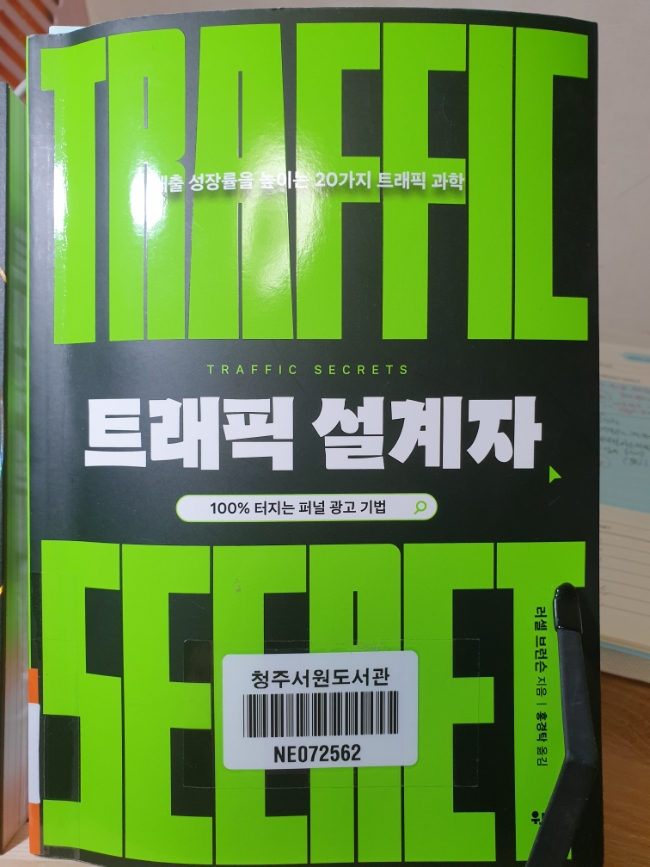 TRAFFIC
매출 성장률을 높이는 20가지 트래픽 과학
TRAFFIC SECRETS
트래픽 설계자
100% 터지는 퍼널 광고 기법
SECRET
러셀 브런슨 지음 | 홍경탁 옮김
청주서원도서관
NE072562